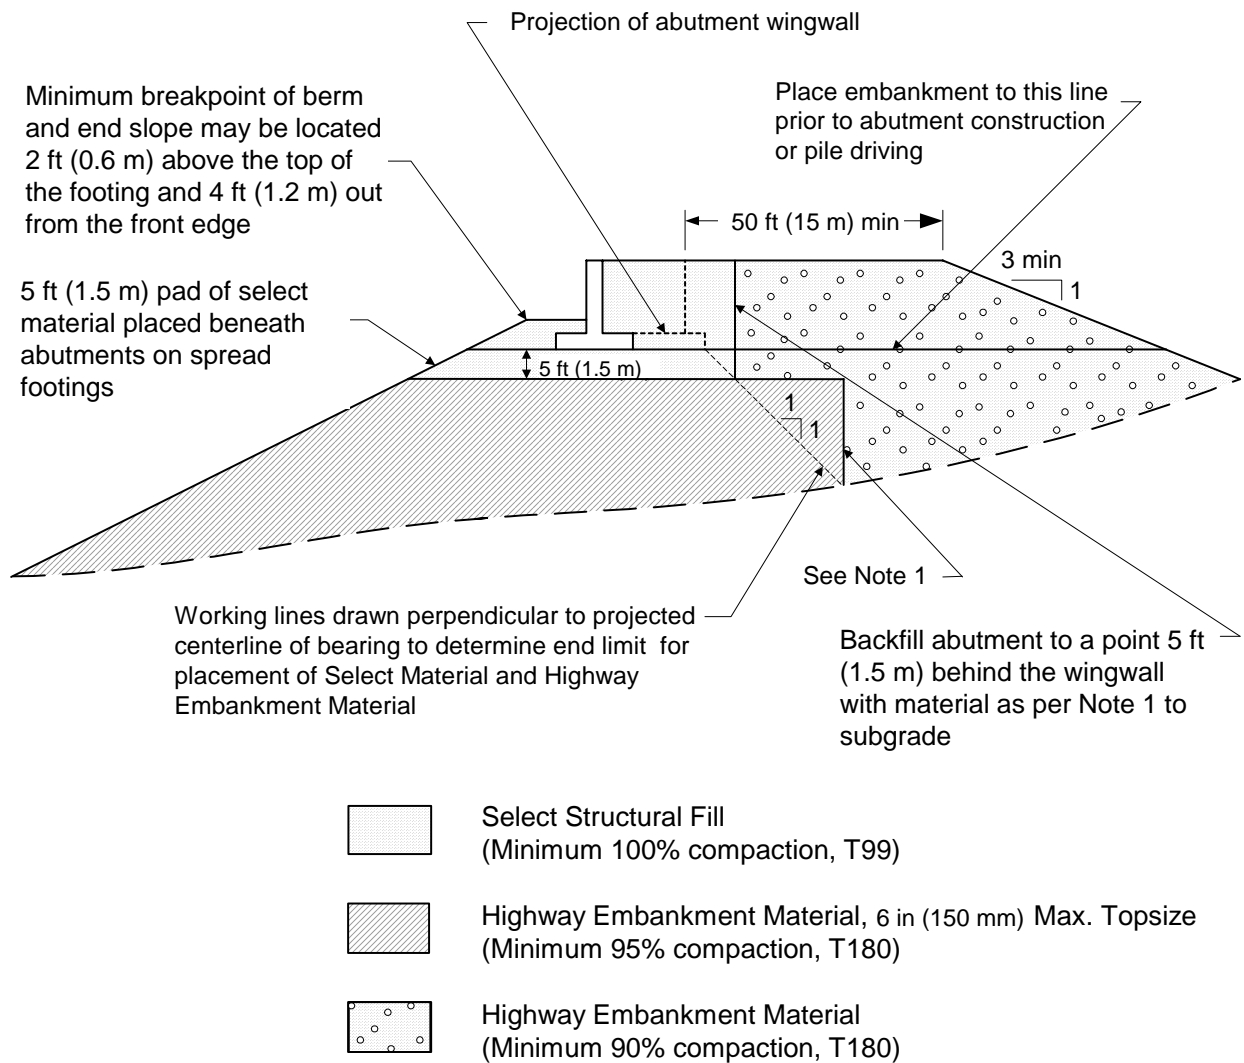 Projection of abutment wingwall
Minimum breakpoint of berm
and end slope may be located
2 ft (0.6 m) above the top of
the footing and 4 ft (1.2 m) out
from the front edge
Place embankment to this line
prior to abutment construction
or pile driving
50 ft (15 m) min
3 min
1
5 ft (1.5 m) pad of select
material placed beneath
abutments on spread
footings
5 ft (1.5 m)
1
1
See Note 1
Working lines drawn perpendicular to projected
centerline of bearing to determine end limit for
placement of Select Material and Highway
Embankment Material
Backfill abutment to a point 5 ft
(1.5 m) behind the wingwall
with material as per Note 1 to
subgrade
Select Structural Fill
(Minimum 100% compaction, T99)
Highway Embankment Material, 6 in (150 mm) Max. Topsize
(Minimum 95% compaction, T180)
Highway Embankment Material
(Minimum 90% compaction, T180)